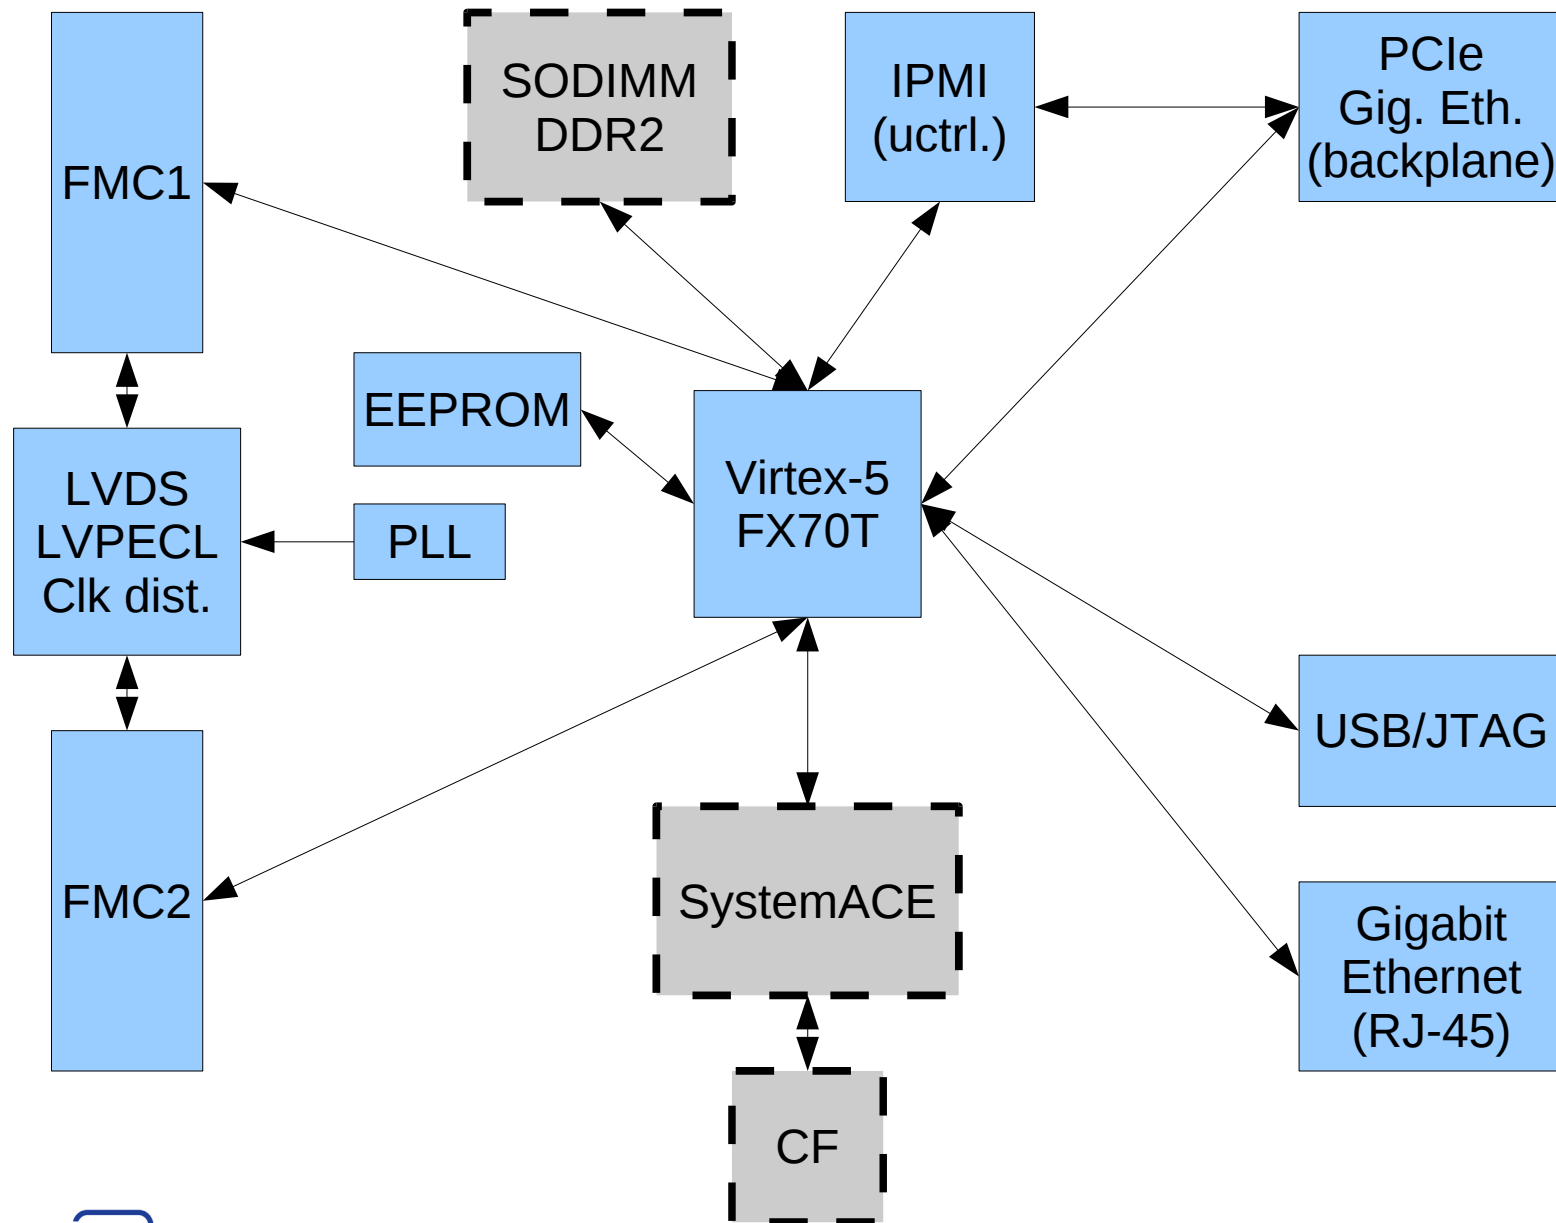 FMC1
SODIMM
DDR2
IPMI
(uctrl.)
PCIe
Gig. Eth.
(backplane)
EEPROM
LVDS
LVPECL
Clk dist.
PLL
Virtex-5
FX70T
USB/JTAG
FMC2
SystemACE
Gigabit
Ethernet
(RJ-45)
CF